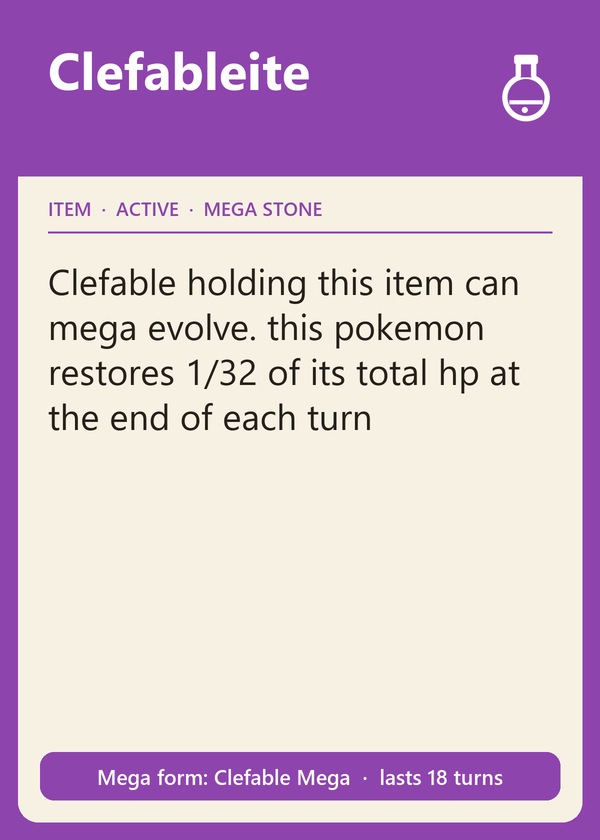 Clefableite
ITEM · ACTIVE · MEGA STONE
Clefable holding this item can
mega evolve. this pokemon
restores 1/32 of its total hp at
the end of each turn
Mega form: Clefable Mega · lasts 18 turns